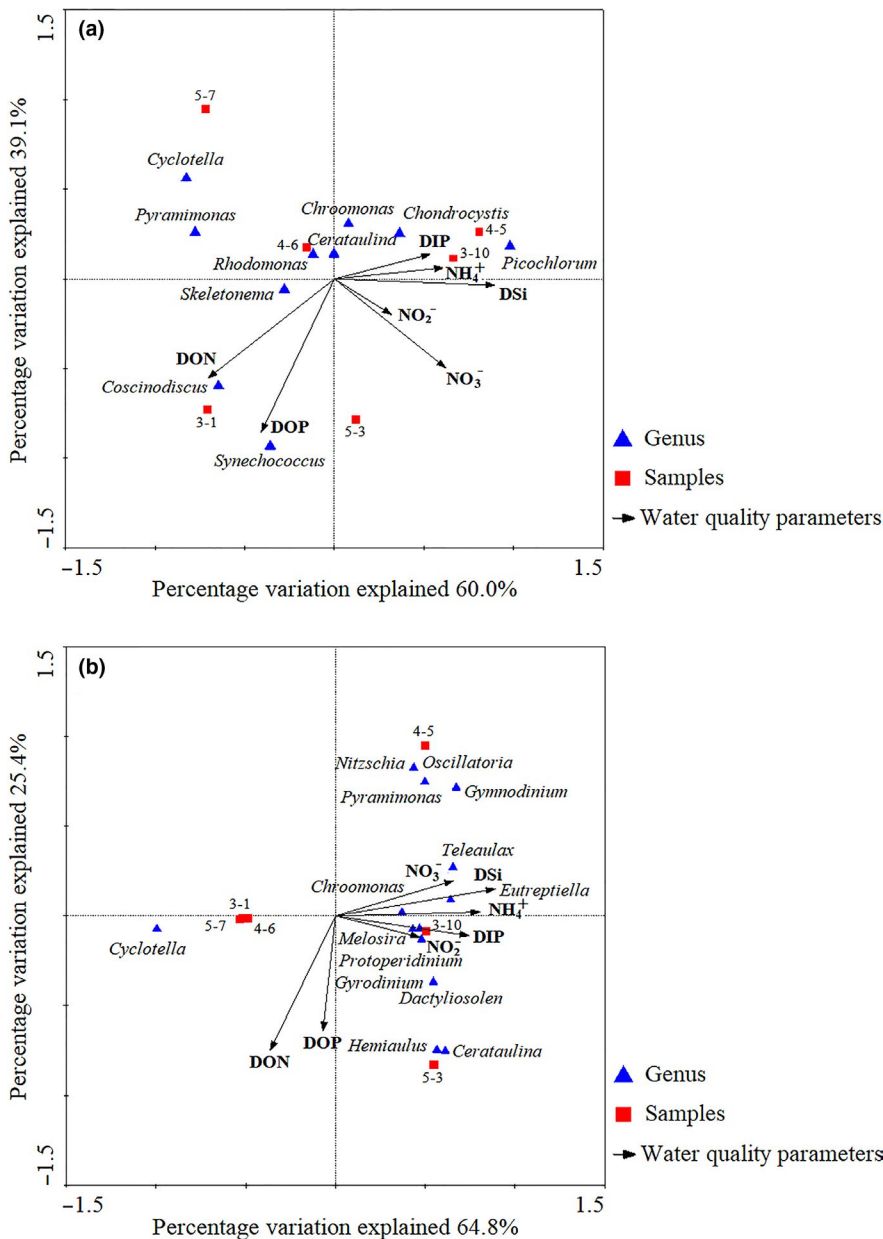 1.5
(a)
5-7
Cyclotella
Pyramimonas
Chroomonas
Chondrocystis
4-6
Cerataulina
4-5
DIP
3-10
Rhodomonas
NH₄⁺
Picochlorum
Skeletonema
DSi
NO₂⁻
DON
NO₃⁻
Coscinodiscus
3-1
DOP
5-3
Synechococcus
Percentage variation explained 39.1%
Genus
Samples
Water quality parameters
−1.5
−1.5
1.5
Percentage variation explained 60.0%
1.5
(b)
4-5
Nitzschia
Oscillatoria
Pyramimonas
Gymnodinium
Teleaulax
NO₃⁻
DSi
Chroomonas
Eutreptiella
3-1
NH₄⁺
5-7
4-6
3-10
Cyclotella
Melosira
DIP
NO₂⁻
Protoperidinium
Gyrodinium
Dactyliosolen
DON
DOP
Hemiaulus
Cerataulina
5-3
Percentage variation explained 25.4%
Genus
Samples
Water quality parameters
−1.5
−1.5
1.5
Percentage variation explained 64.8%